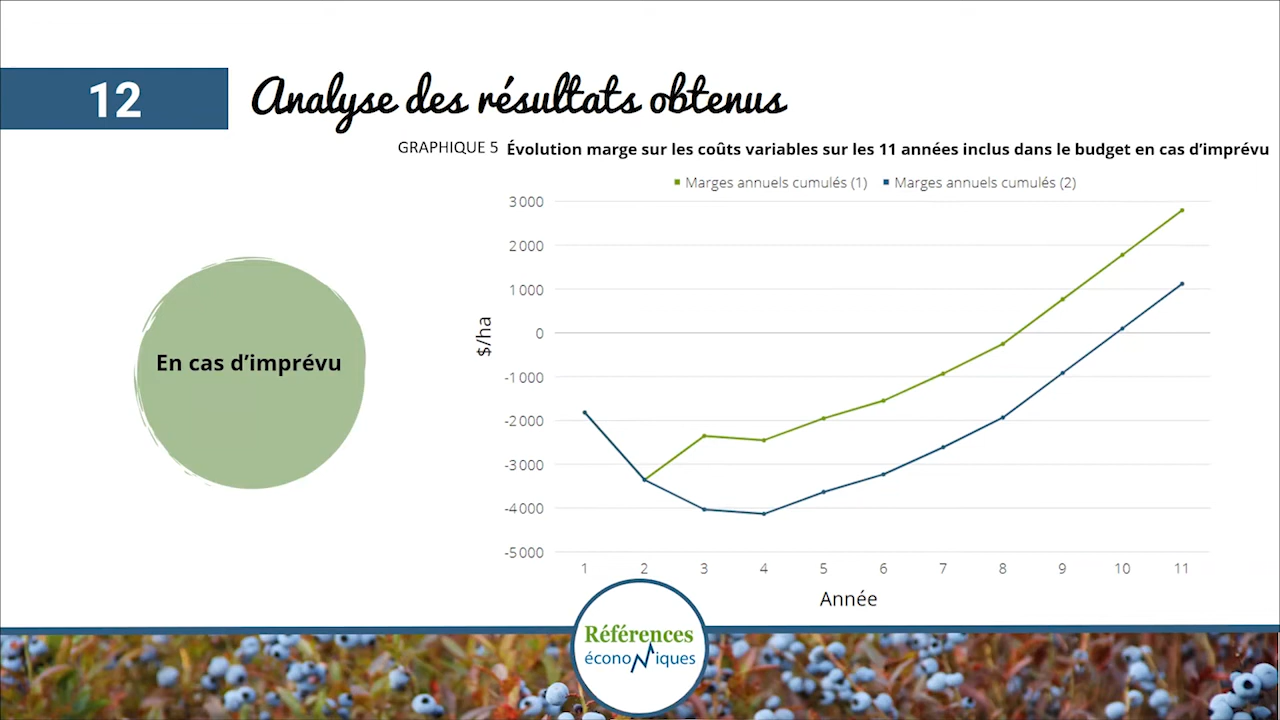 12
Analyse des résultats obtenus
GRAPHIQUE 5 Évolution marge sur les coûts variables sur les 11 années inclus dans le budget en cas d’imprévu
Marges annuels cumulés (1) Marges annuels cumulés (2)
En cas d’imprévu
$/ha
3 000
2 000
1 000
0
-1 000
-2 000
-3 000
-4 000
-5 000
1 2 3 4 5 6 7 8 9 10 11
Année
Références
économiques